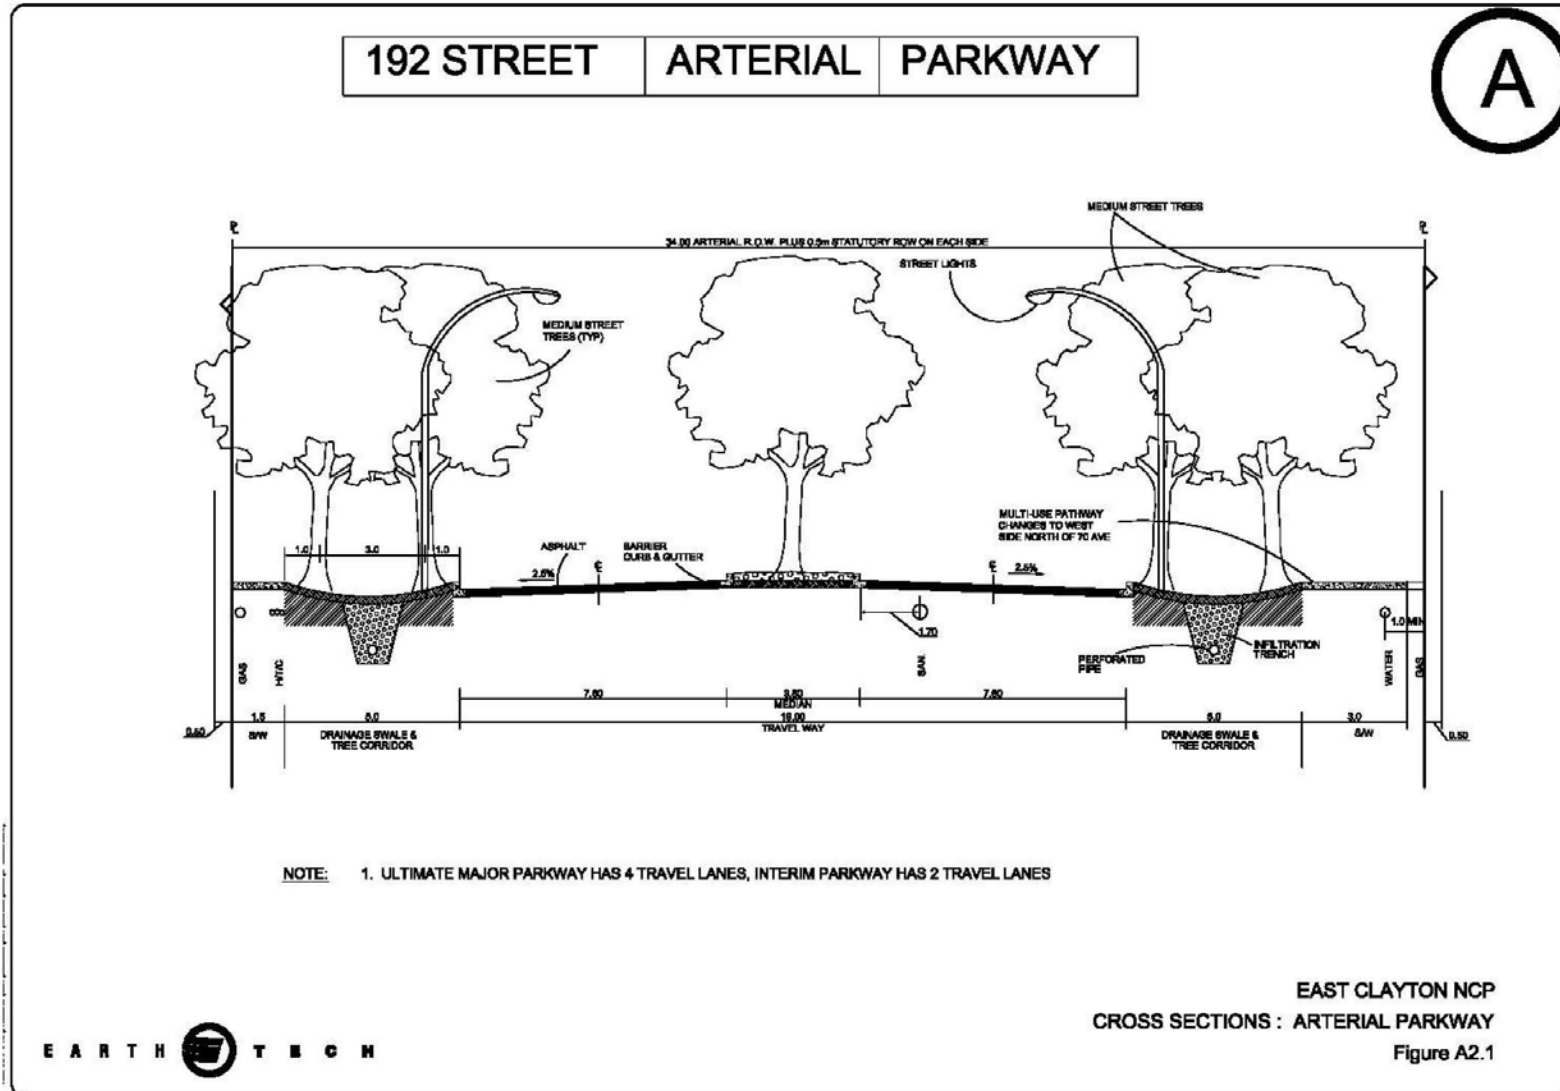 192 STREET ARTERIAL PARKWAY
A
MEDIUM STREET TREES
34.00 ARTERIAL R.O.W. PLUS 0.5m STATUTORY ROW ON EACH SIDE
STREET LIGHTS
MEDIUM STREET
TREES (TYP)
MULTI-USE PATHWAY
CHANGES TO WEST
SIDE NORTH OF 70 AVE
1.0 3.0 1.0
ASPHALT
BARRIER
CURB & GUTTER
2.5%
2.5%
1.70
1.0 MIN
GAS
H/T/C
SAN.
PERFORATED
PIPE
INFILTRATION
TRENCH
WATER
GAS
7.60 3.80 7.60
MEDIAN
0.50 1.5 5.0 19.00 5.0 3.0 0.50
S/W
DRAINAGE SWALE &
TREE CORRIDOR
TRAVEL WAY
DRAINAGE SWALE &
TREE CORRIDOR
S/W
NOTE: 1. ULTIMATE MAJOR PARKWAY HAS 4 TRAVEL LANES, INTERIM PARKWAY HAS 2 TRAVEL LANES
EAST CLAYTON NCP
CROSS SECTIONS : ARTERIAL PARKWAY
Figure A2.1
EARTH TECH